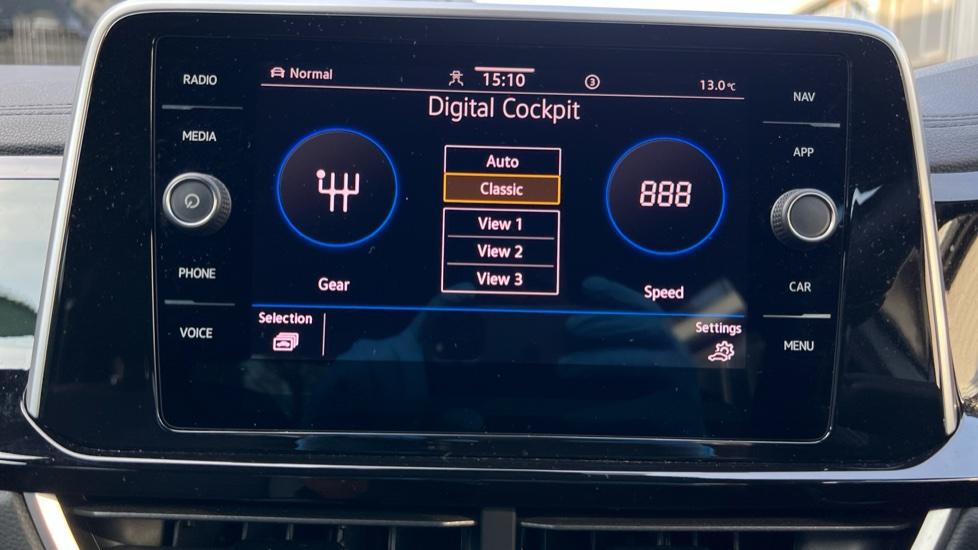 RADIO
MEDIA
PHONE
VOICE
Normal
15:10
3
13.0°C
Digital Cockpit
Auto
Classic
View 1
View 2
View 3
Gear
888
Speed
Selection
Settings
NAV
APP
CAR
MENU